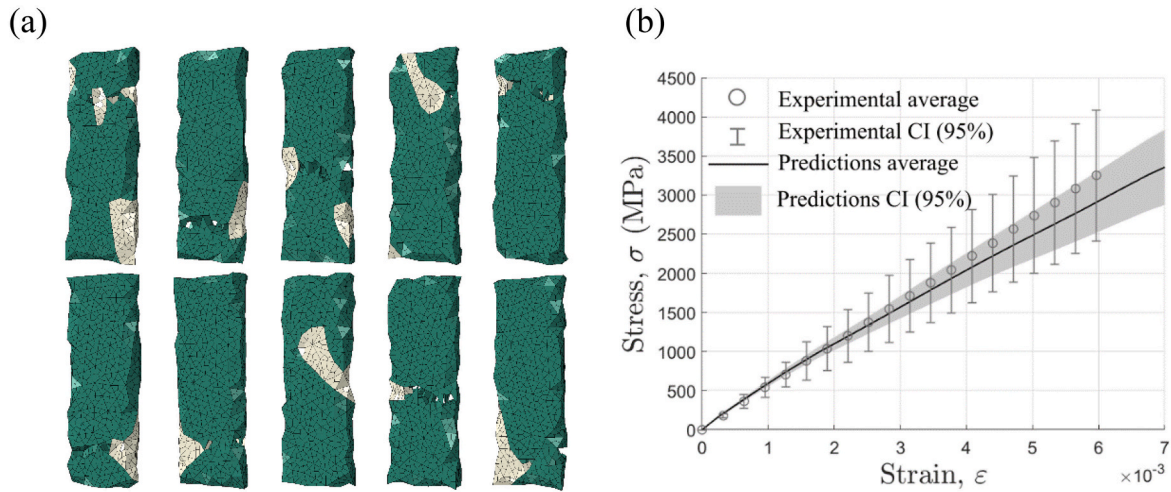 (a)
(b)
4500
4000
3500
3000
2500
2000
1500
1000
500
0
Stress, σ (MPa)
Experimental average
Experimental CI (95%)
Predictions average
Predictions CI (95%)
0 1 2 3 4 5 6 7
Strain, ε
×10⁻³